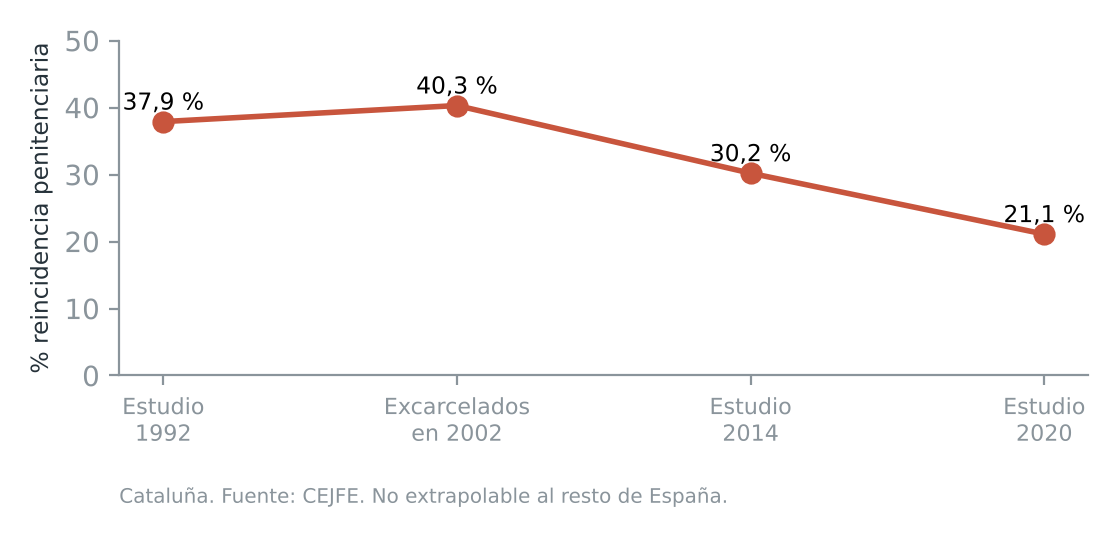 % reincidencia penitenciaria
50
40
30
20
10
0
37,9 %
40,3 %
30,2 %
21,1 %
Estudio
1992
Excarcelados
en 2002
Estudio
2014
Estudio
2020
Cataluña. Fuente: CEJFE. No extrapolable al resto de España.